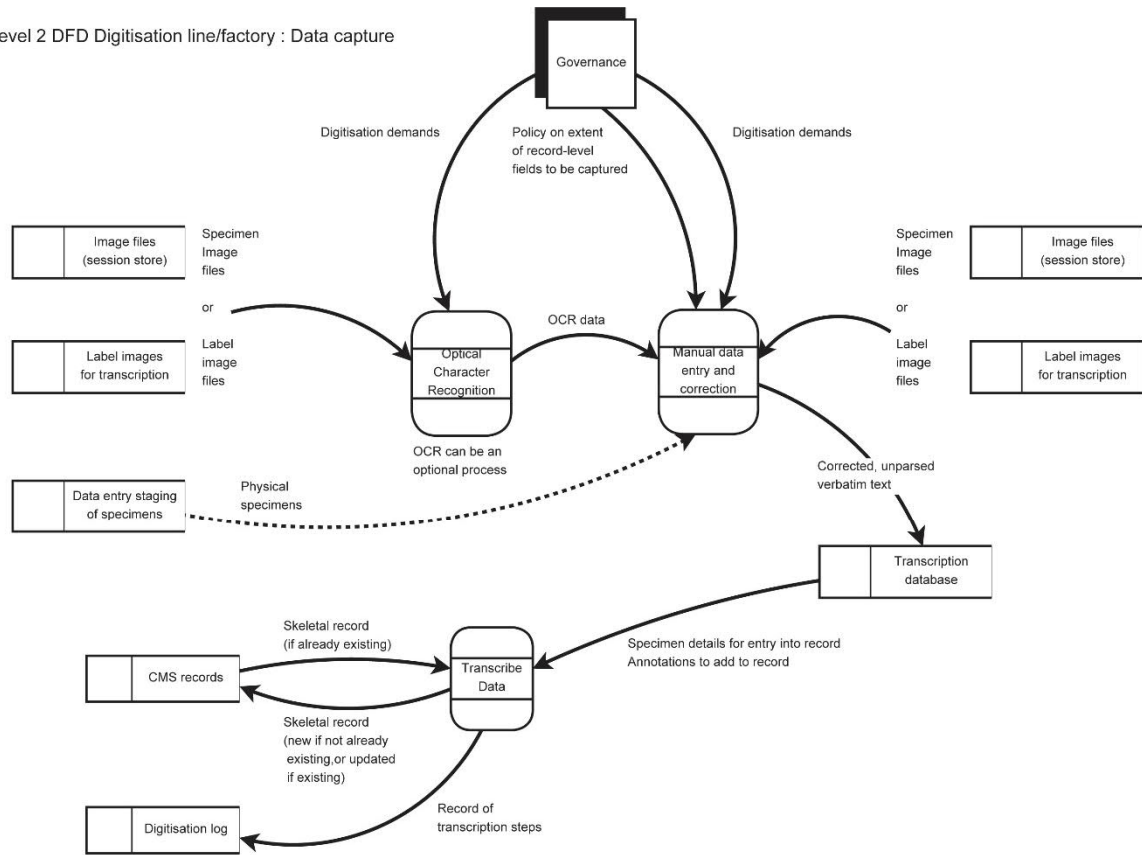 evel 2 DFD Digitisation line/factory : Data capture
Governance
Digitisation demands
Policy on extent
of record-level
fields to be captured
Digitisation demands
Image files
(session store)
Specimen
Image
files
or
Label
image
files
Label images
for transcription
Optical
Character
Recognition
OCR can be an
optional process
OCR data
Manual data
entry and
correction
Specimen
Image
files
or
Label
image
files
Image files
(session store)
Label images
for transcription
Data entry staging
of specimens
Physical
specimens
Corrected, unparsed
verbatim text
Transcription
database
Specimen details for entry into record
Annotations to add to record
Skeletal record
(if already existing)
CMS records
Transcribe
Data
Skeletal record
(new if not already
existing,or updated
if existing)
Digitisation log
Record of
transcription steps